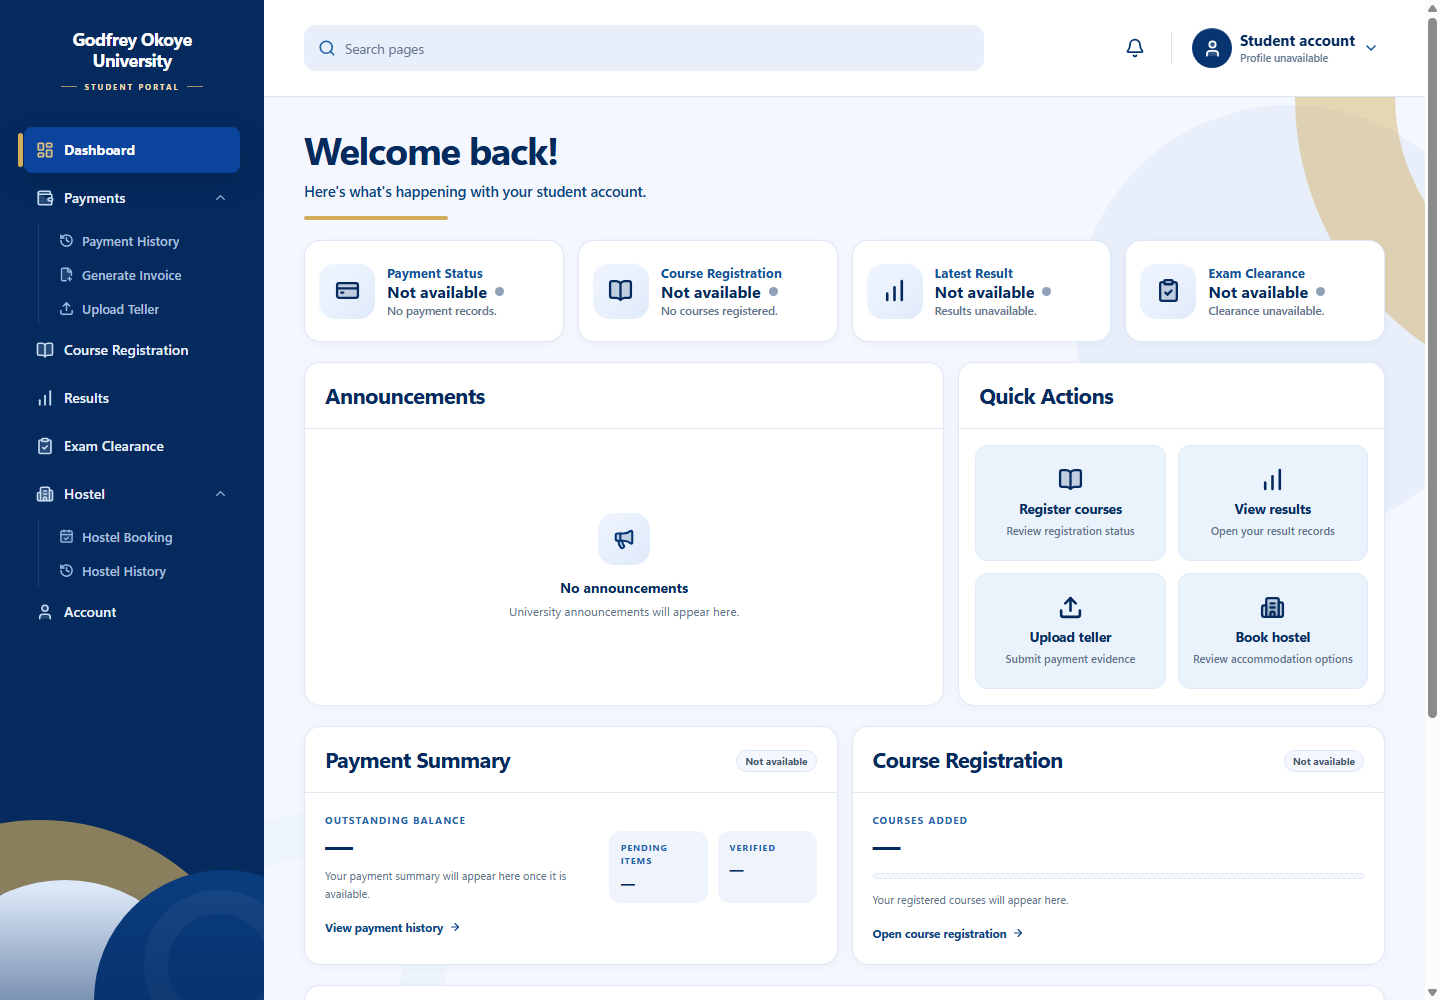 Godfrey Okoye
University
STUDENT PORTAL
Dashboard
Payments
Payment History
Generate Invoice
Upload Teller
Course Registration
Results
Exam Clearance
Hostel
Hostel Booking
Hostel History
Account
Search pages
Student account
Profile unavailable
Welcome back!
Here's what's happening with your student account.
Payment Status
Not available
No payment records.
Course Registration
Not available
No courses registered.
Latest Result
Not available
Results unavailable.
Exam Clearance
Not available
Clearance unavailable.
Announcements
No announcements
University announcements will appear here.
Quick Actions
Register courses
Review registration status
View results
Open your result records
Upload teller
Submit payment evidence
Book hostel
Review accommodation options
Payment Summary
Not available
OUTSTANDING BALANCE
—
Your payment summary will appear here once it is
available.
PENDING
ITEMS
—
VERIFIED
—
View payment history
Course Registration
Not available
COURSES ADDED
—
Your registered courses will appear here.
Open course registration